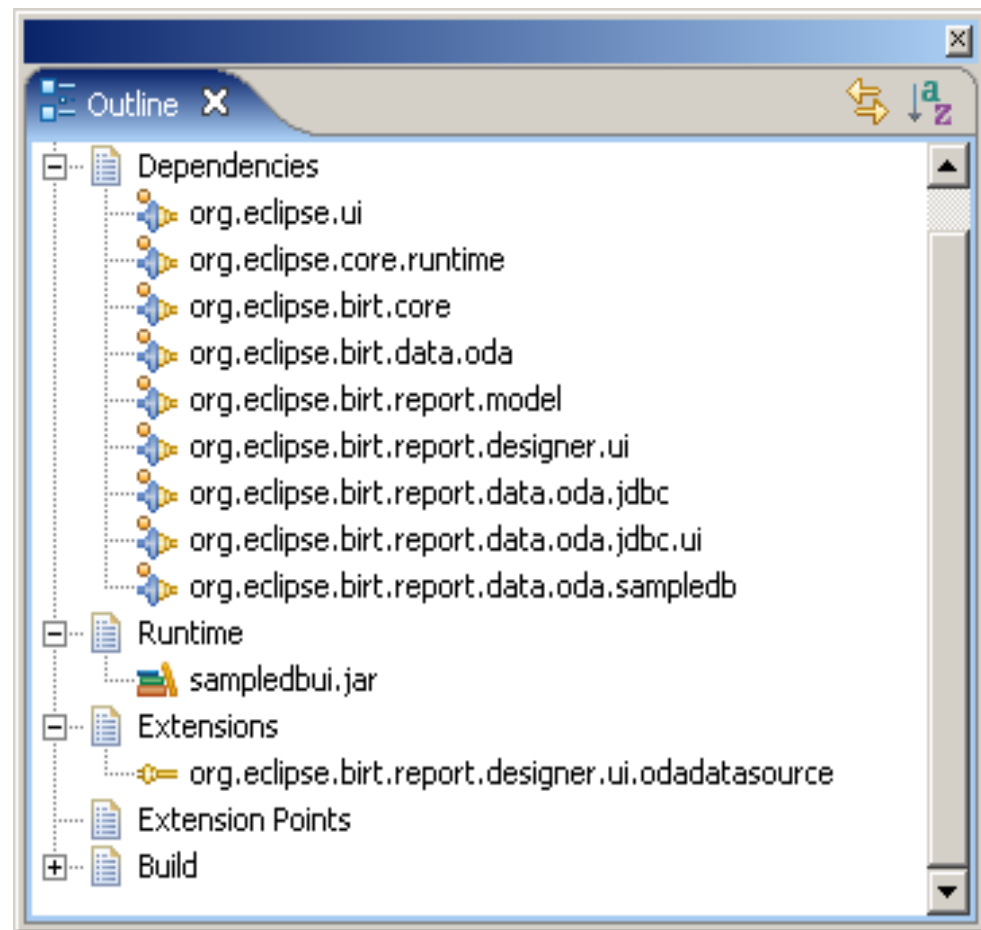 Outline
a
z
Dependencies
org.eclipse.ui
org.eclipse.core.runtime
org.eclipse.birt.core
org.eclipse.birt.data.oda
org.eclipse.birt.report.model
org.eclipse.birt.report.designer.ui
org.eclipse.birt.report.data.oda.jdbc
org.eclipse.birt.report.data.oda.jdbc.ui
org.eclipse.birt.report.data.oda.sampledb
Runtime
sampledbui.jar
Extensions
org.eclipse.birt.report.designer.ui.odadatasource
Extension Points
Build